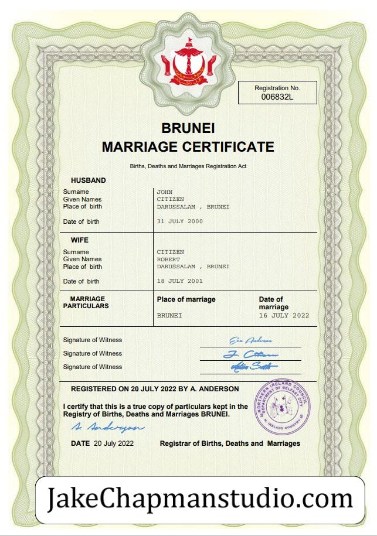 Registration No.
006832L
BRUNEI
MARRIAGE CERTIFICATE
Births, Deaths and Marriages Registration Act
HUSBAND
Surname JOHN
Given Names CITIZEN
Place of birth DARUSSALAM , BRUNEI
Date of birth 31 JULY 2000
WIFE
Surname CITIZEN
Given Names ROBERT
Place of birth DARUSSALAM , BRUNEI
Date of birth 18 JULY 2001
MARRIAGE PARTICULARS
Place of marriage
BRUNEI
Date of marriage
16 JULY 2022
Signature of Witness
Signature of Witness
Signature of Witness
REGISTERED ON 20 JULY 2022 BY A. ANDERSON
I certify that this is a true copy of particulars kept in the
Registry of Births, Deaths and Marriages BRUNEI.
A. Anderson
DATE 20 July 2022 Registrar of Births, Deaths and Marriages
JakeChapmanstudio.com